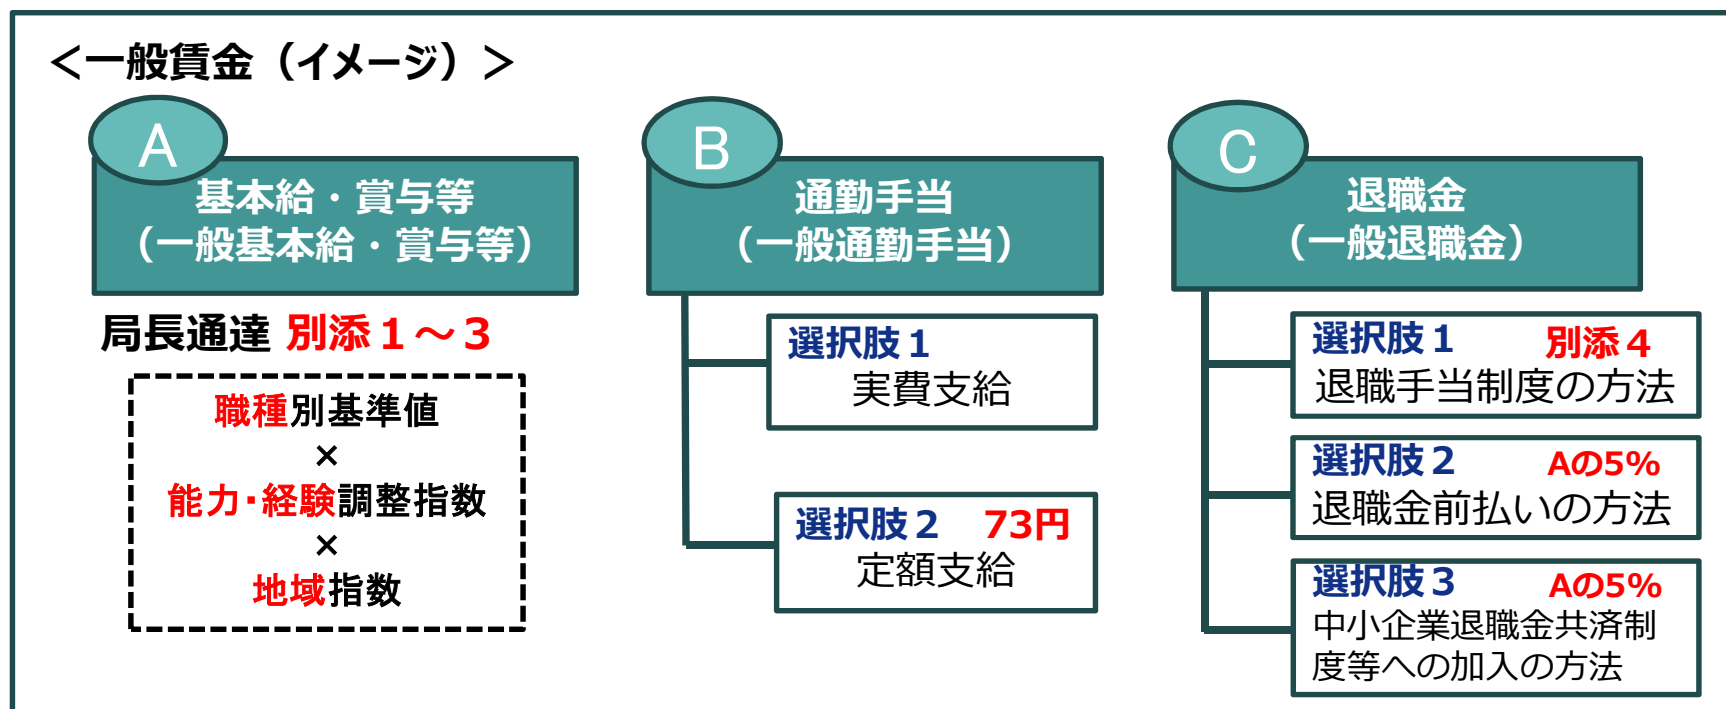 ＜一般賃金（イメージ）＞
A
基本給・賞与等
（一般基本給・賞与等）
局長通達 別添１～３
職種別基準値
×
能力・経験調整指数
×
地域指数
B
通勤手当
（一般通勤手当）
選択肢１
実費支給
選択肢２ 73円
定額支給
C
退職金
（一般退職金）
選択肢１ 別添４
退職手当制度の方法
選択肢２ Aの5%
退職金前払いの方法
選択肢３ Aの5%
中小企業退職金共済制
度等への加入の方法